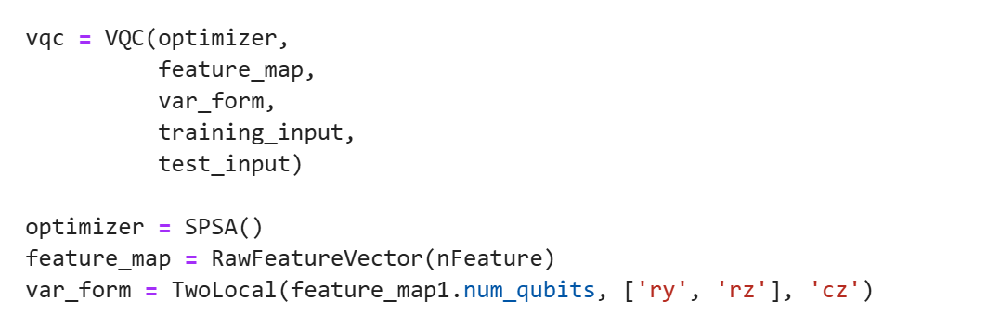 vqc = VQC(optimizer,
          feature_map,
          var_form,
          training_input,
          test_input)

optimizer = SPSA()
feature_map = RawFeatureVector(nFeature)
var_form = TwoLocal(feature_map1.num_qubits, ['ry', 'rz'], 'cz')